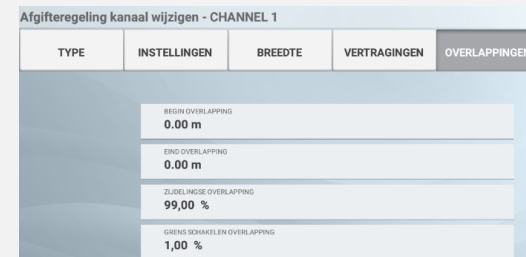 Afgifteregeling kanaal wijzigen - CHANNEL 1
TYPE INSTELLINGEN BREEDTE VERTRAGINGEN OVERLAPPINGEN
BEGIN OVERLAPPING
0.00 m
EIND OVERLAPPING
0.00 m
ZIJDELINGSE OVERLAPPING
99,00 %
GRENS SCHAKELEN OVERLAPPING
1,00 %